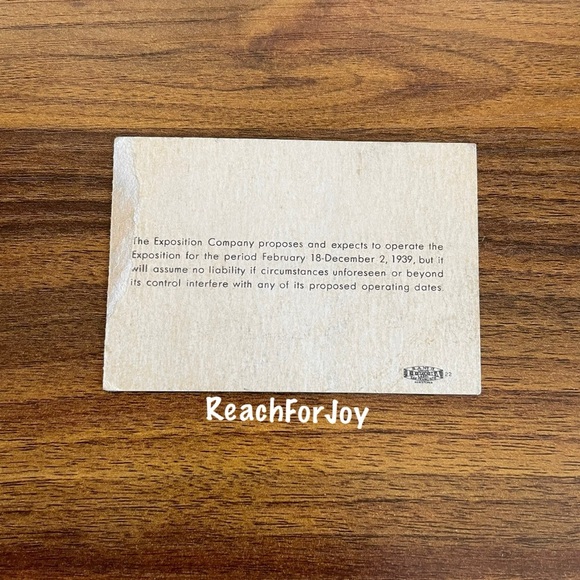 The Exposition Company proposes and expects to operate the
Exposition for the period February 18-December 2, 1939, but it
will assume no liability if circumstances unforeseen or beyond
its control interfere with any of its proposed operating dates.
22
ReachForJoy